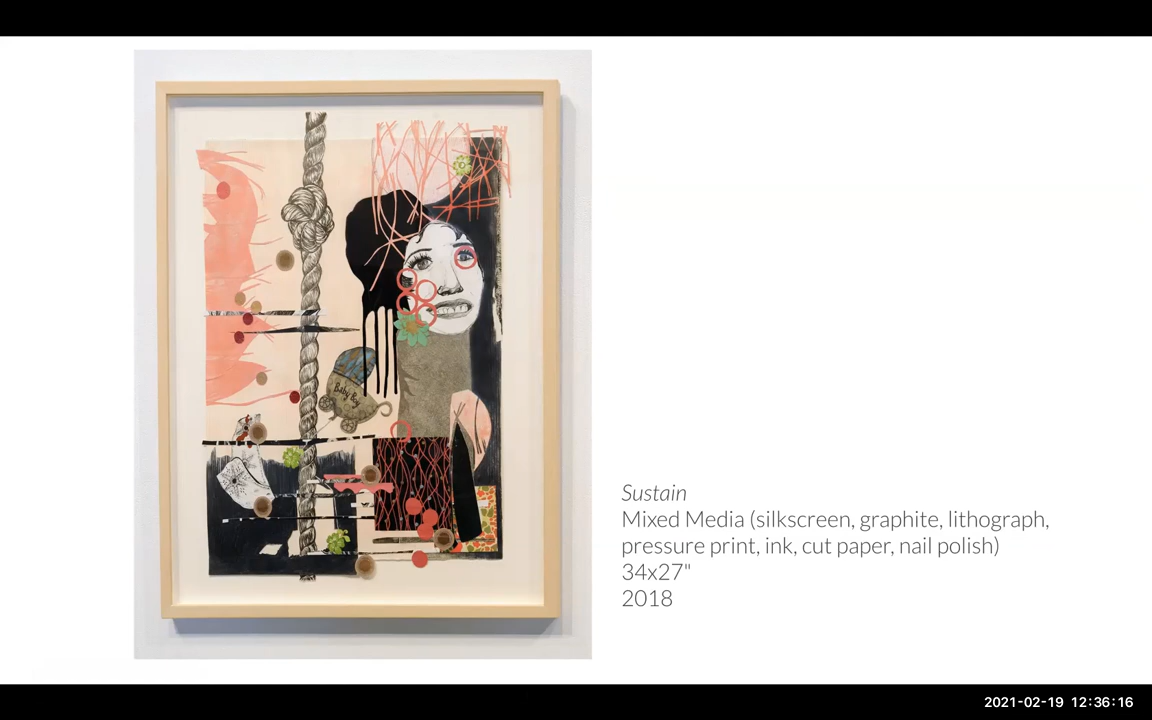 Baby Boy
Sustain
Mixed Media (silkscreen, graphite, lithograph,
pressure print, ink, cut paper, nail polish)
34x27"
2018
2021-02-19 12:36:16